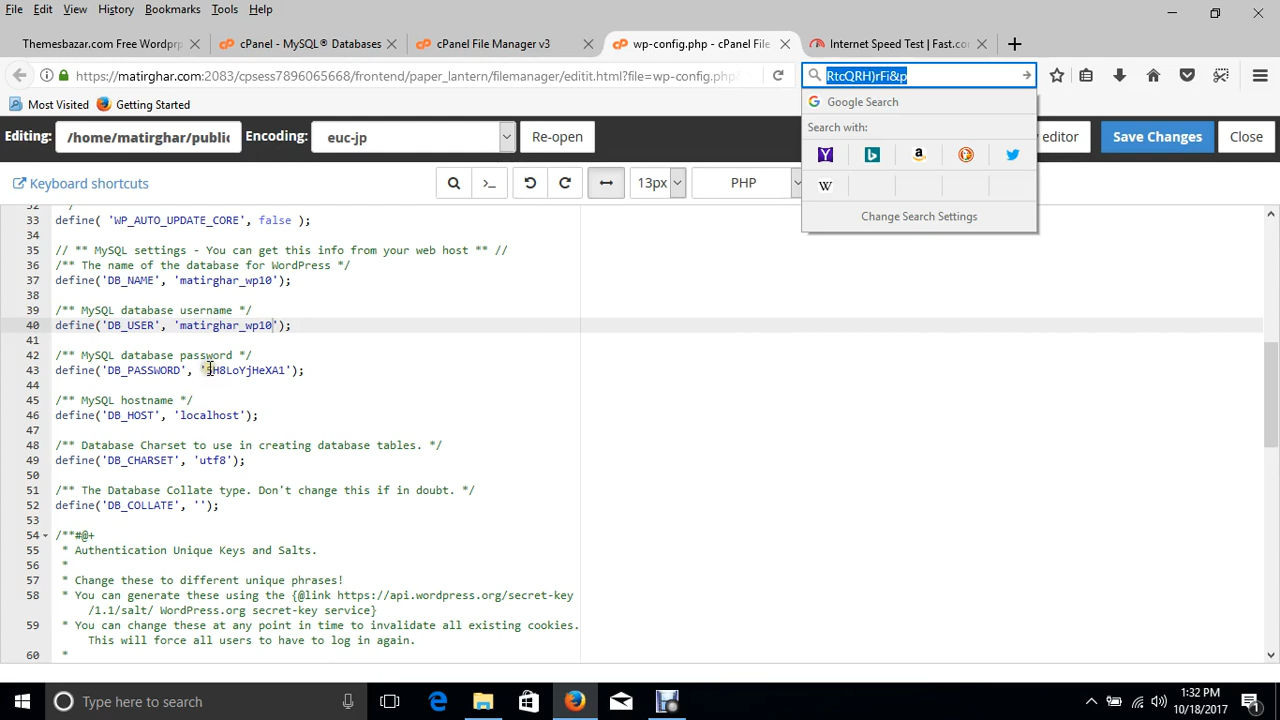 File Edit View History Bookmarks Tools Help
Themesbazar.com Free Wordpr
cPanel - MySQL® Databases
cPanel File Manager v3
wp-config.php - cPanel File
Internet Speed Test | Fast.co
https://matirghar.com:2083/cpsess7896065668/frontend/paper_lantern/filemanager/editit.html?file=wp-config.php&
RtcQRH)rFi&p
Most Visited Getting Started
Google Search
Search with:
W
Change Search Settings
Editing: /home/matirghar/public Encoding: euc-jp Re-open editor Save Changes Close
Keyboard shortcuts 13px PHP
32 */
33 define( 'WP_AUTO_UPDATE_CORE', false );
34
35 // ** MySQL settings - You can get this info from your web host ** //
36 /** The name of the database for WordPress */
37 define('DB_NAME', 'matirghar_wp10');
38
39 /** MySQL database username */
40 define('DB_USER', 'matirghar_wp10');
41
42 /** MySQL database password */
43 define('DB_PASSWORD', 'H8LoYjHeXA1');
44
45 /** MySQL hostname */
46 define('DB_HOST', 'localhost');
47
48 /** Database Charset to use in creating database tables. */
49 define('DB_CHARSET', 'utf8');
50
51 /** The Database Collate type. Don't change this if in doubt. */
52 define('DB_COLLATE', '');
53
54 /**#@+
55 * Authentication Unique Keys and Salts.
56 *
57 * Change these to different unique phrases!
58 * You can generate these using the {@link https://api.wordpress.org/secret-key
/1.1/salt/ WordPress.org secret-key service}
59 * You can change these at any point in time to invalidate all existing cookies.
This will force all users to have to log in again.
60 *
Type here to search
1:32 PM
10/18/2017
1